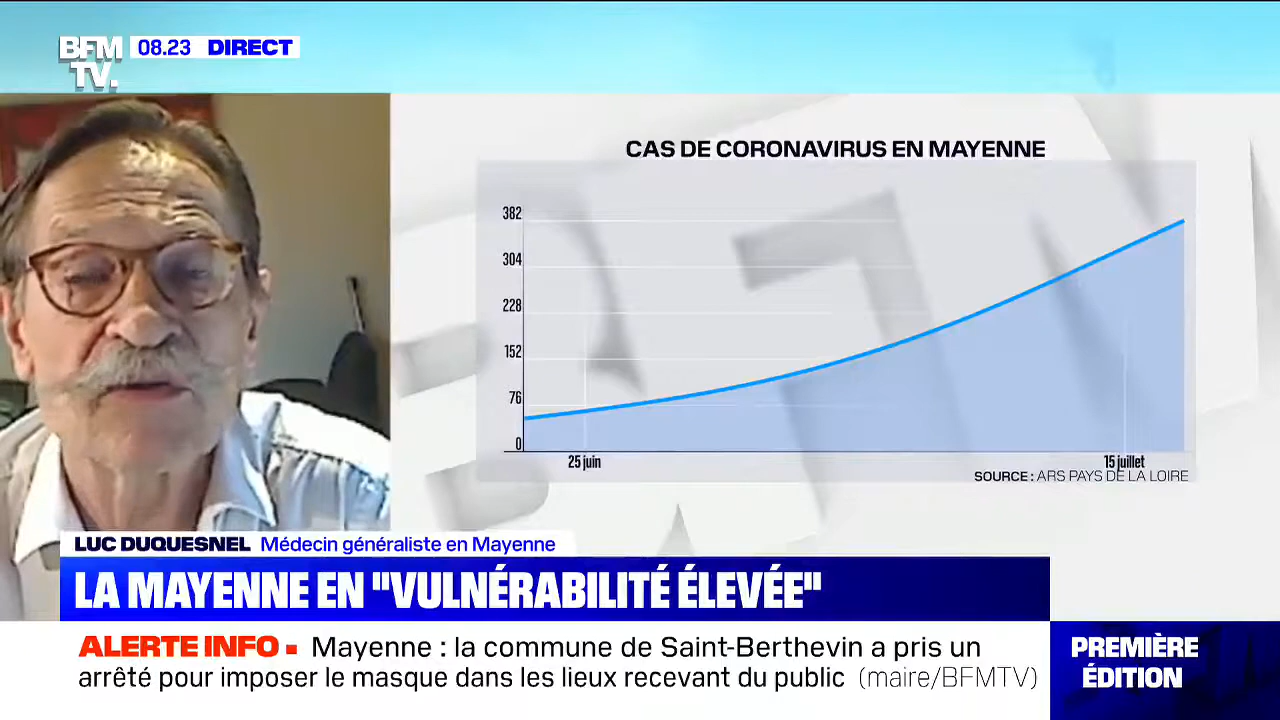 BFM
TV.
08.23 DIRECT
CAS DE CORONAVIRUS EN MAYENNE
382
304
228
152
76
0
25 juin
15 juillet
SOURCE : ARS PAYS DE LA LOIRE
LUC DUQUESNEL Médecin généraliste en Mayenne
LA MAYENNE EN "VULNÉRABILITÉ ÉLEVÉE"
ALERTE INFO Mayenne : la commune de Saint-Berthevin a pris un
arrêté pour imposer le masque dans les lieux recevant du public (maire/BFMTV)
PREMIÈRE
ÉDITION